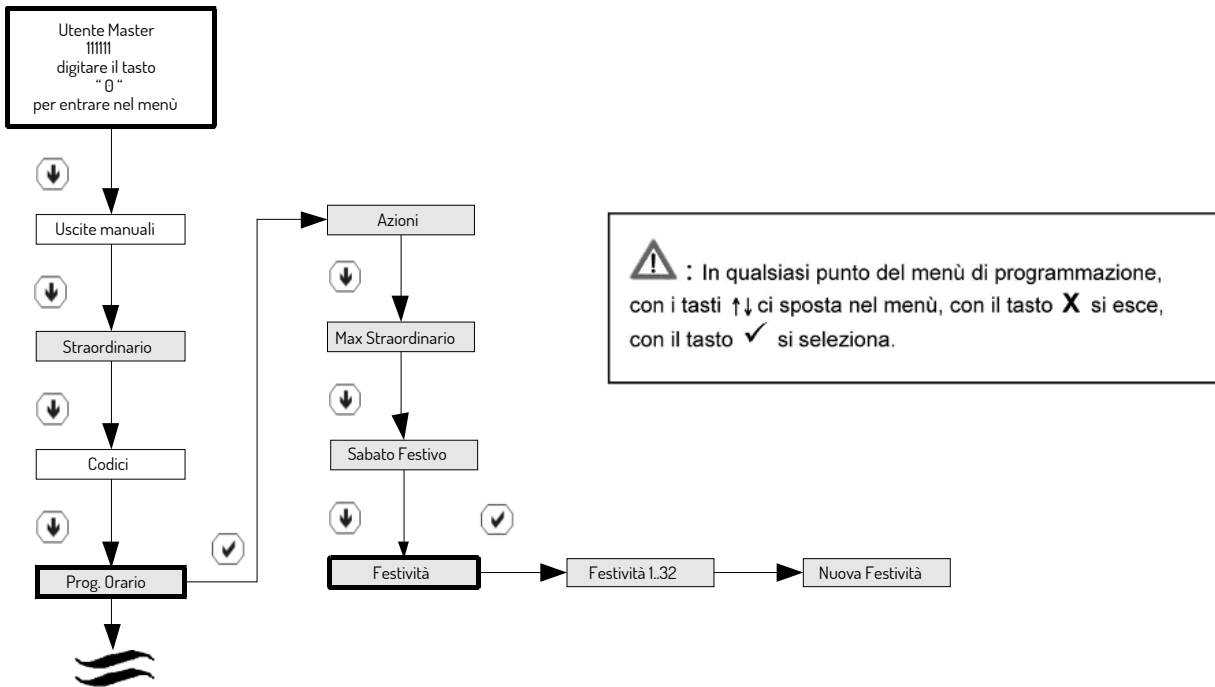 Utente Master
111111
digitare il tasto
“ 0 “
per entrare nel menù
Uscite manuali
Straordinario
Codici
Prog. Orario
Azioni
Max Straordinario
Sabato Festivo
Festività
Festività 1..32
Nuova Festività
: In qualsiasi punto del menù di programmazione,
con i tasti ↑↓ ci sposta nel menù, con il tasto X si esce,
con il tasto ✓ si seleziona.